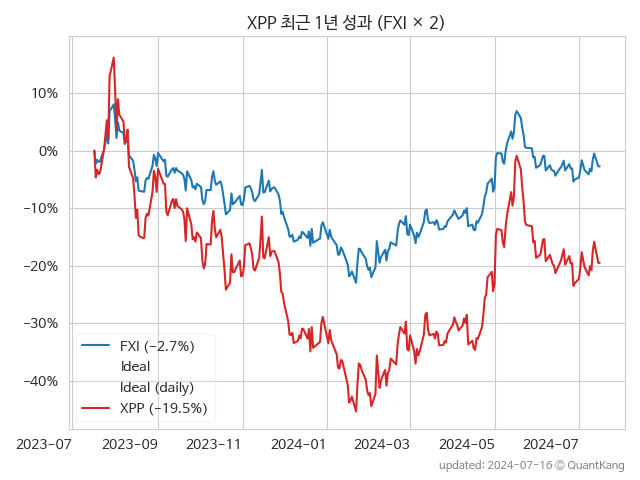 XPP 최근 1년 성과 (FXI × 2)
10%
0%
−10%
−20%
−30%
−40%
FXI (−2.7%)
Ideal
Ideal (daily)
XPP (−19.5%)
2023−07
2023−09
2023−11
2024−01
2024−03
2024−05
2024−07
updated: 2024−07−16 © QuantKang